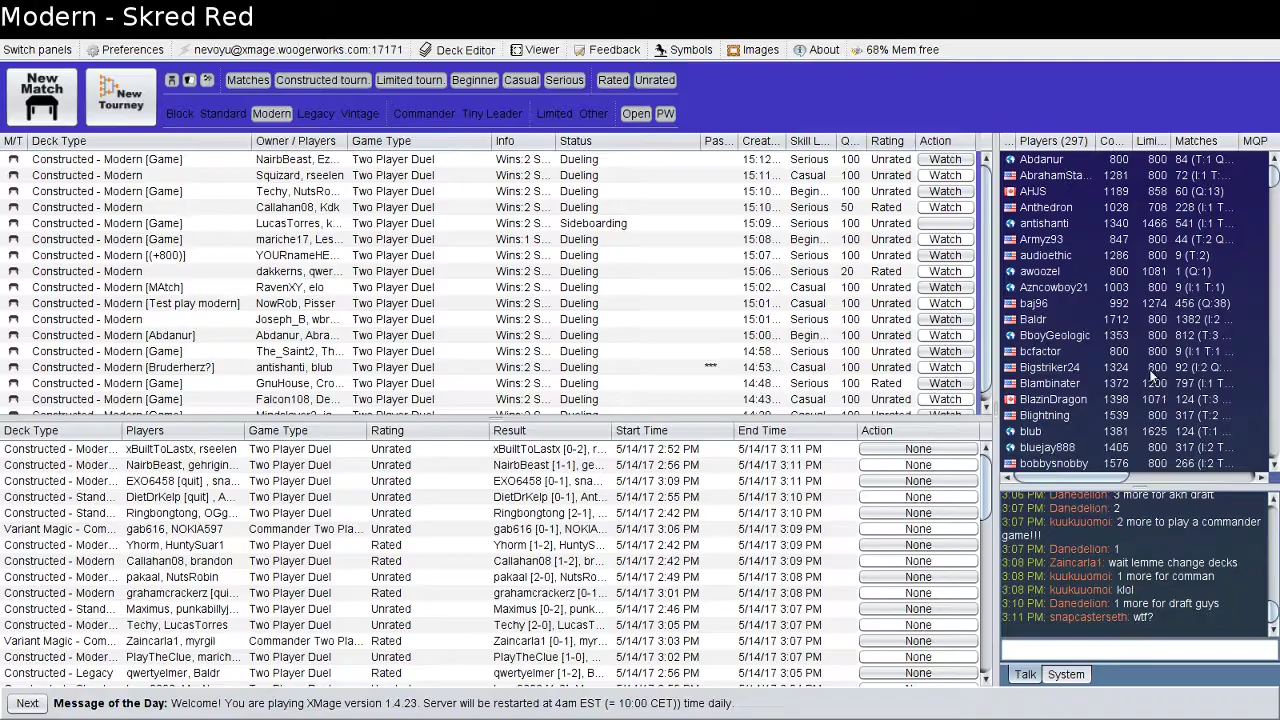 Modern - Skred Red
Switch panels Preferences nevoyu@xmage.woogerworks.com:17171 Deck Editor Viewer Feedback Symbols Images About 68% Mem free
New Match New Tourney Matches Constructed tourn. Limited tourn. Beginner Casual Serious Rated Unrated
Block Standard Modern Legacy Vintage Commander Tiny Leader Limited Other Open PW
M/T Deck Type Owner / Players Game Type Info Status Pas... Creat... Skill L... Q... Rating Action
Constructed - Modern [Game] NairbBeast, Ez... Two Player Duel Wins:2 S... Dueling 15:12... Serious 100 Unrated Watch
Constructed - Modern Squizard, rseelen Two Player Duel Wins:2 S... Dueling 15:11... Casual 100 Unrated Watch
Constructed - Modern [Game] Techy, NutsRo... Two Player Duel Wins:2 S... Dueling 15:10... Begin... 100 Unrated Watch
Constructed - Modern Callahan08, Kdk Two Player Duel Wins:2 S... Dueling 15:10... Serious 50 Rated Watch
Constructed - Modern [Game] LucasTorres, k... Two Player Duel Wins:2 S... Sideboarding 15:09... Serious 100 Unrated
Constructed - Modern [Game] maricher17, Les... Two Player Duel Wins:1 S... Dueling 15:08... Begin... 100 Unrated Watch
Constructed - Modern [(+800)] YOURnameHE... Two Player Duel Wins:2 S... Dueling 15:07... Casual 100 Unrated Watch
Constructed - Modern dakkerns, qwer... Two Player Duel Wins:2 S... Dueling 15:06... Serious 20 Rated Watch
Constructed - Modern [MAtch] RavenXY, elo Two Player Duel Wins:2 S... Dueling 15:02... Casual 100 Unrated Watch
Constructed - Modern [Test play modern] NowRob, Fisser Two Player Duel Wins:2 S... Dueling 15:01... Casual 100 Unrated Watch
Constructed - Modern Joseph_P, wbr... Two Player Duel Wins:2 S... Dueling 15:01... Serious 100 Unrated Watch
Constructed - Modern [Abdanur] Abdanur, Abra... Two Player Duel Wins:2 S... Dueling 15:00... Begin... 100 Unrated Watch
Constructed - Modern [Game] The_Saint2, Th... Two Player Duel Wins:2 S... Dueling 14:58... Serious 100 Unrated Watch
Constructed - Modern [Bruderherz?] antishanti, blub Two Player Duel Wins:2 S... Dueling *** 14:53... Casual 100 Unrated Watch
Constructed - Modern [Game] GnuHouse, Cro... Two Player Duel Wins:2 S... Dueling 14:48... Serious 100 Rated Watch
Constructed - Modern [Game] Falcon108, Den... Two Player Duel Wins:2 S... Dueling 14:43... Casual 100 Unrated Watch
Deck Type Players Game Type Rating Result Start Time End Time Action
Constructed - Moder... xBuiltToLastx, rseelen Two Player Duel Unrated xBuiltToLastx [0-2], r... 5/14/17 2:52 PM 5/14/17 3:11 PM None
Constructed - Moder... NairbBeast, gehrigin... Two Player Duel Unrated NairbBeast [1-1], ge... 5/14/17 3:00 PM 5/14/17 3:11 PM None
Constructed - Moder... EXO6458 [quit] , sna... Two Player Duel Unrated EXO6458 [0-1], sna... 5/14/17 3:08 PM 5/14/17 3:11 PM None
Constructed - Stand... DietDrKelp [quit] , An... Two Player Duel Unrated DietDrKelp [0-2], An... 5/14/17 2:55 PM 5/14/17 3:10 PM None
Constructed - Stand... Ringbongtong, OGg... Two Player Duel Unrated Ringbongtong [2-1], ... 5/14/17 2:42 PM 5/14/17 3:09 PM None
Variant Magic - Com... gab616, NOKIA597 Commander Two Pla... Unrated gab616 [0-1], NOKIA... 5/14/17 3:06 PM 5/14/17 3:09 PM None
Constructed - Moder... Yhorm, HuntySuar1 Two Player Duel Rated Yhorm [1-2], HuntyS... 5/14/17 2:42 PM 5/14/17 3:09 PM None
Constructed - Modern Callahan08, brandon Two Player Duel Rated Callahan08 [1-2], br... 5/14/17 2:42 PM 5/14/17 3:09 PM None
Constructed - Moder... pakaal, NutsRobin Two Player Duel Unrated pakaal [2-0], NutsRo... 5/14/17 2:49 PM 5/14/17 3:08 PM None
Constructed - Modern grahamcrackerz [qui... Two Player Duel Rated grahamcrackerz [0-1... 5/14/17 3:01 PM 5/14/17 3:08 PM None
Constructed - Stand... Maximus, punkabillyj... Two Player Duel Unrated Maximus [0-2], punk... 5/14/17 2:46 PM 5/14/17 3:08 PM None
Constructed - Moder... Techy, LucasTorres Two Player Duel Unrated Techy [2-0], LucasTo... 5/14/17 3:05 PM 5/14/17 3:08 PM None
Variant Magic - Com... Zaincarla1, myrgil Commander Two Pla... Unrated Zaincarla1 [0-1], myr... 5/14/17 3:03 PM 5/14/17 3:07 PM None
Constructed - Moder... PlayTheClue, marich... Two Player Duel Unrated PlayTheClue [1-0], ... 5/14/17 3:02 PM 5/14/17 3:07 PM None
Constructed - Legacy qwertyelmer, Baldr Two Player Duel Rated qwertyelmer [2-1], B... 5/14/17 2:56 PM 5/14/17 3:05 PM None
... Players (297) Co... Limi... Matches MQP
Abdanur 800 800 84 (T:1 Q...
AbrahamSta... 1281 800 72 (I:1 T...
AHJS 1189 858 60 (Q:13)
Anthedron 1028 708 228 (I:1 T...
antishanti 1340 1466 541 (I:1 T...
Armyz93 847 800 44 (T:2 Q...
audioethic 1286 800 9 (T:2)
awoozel 800 1081 1 (Q:1)
Azncowboy21 1003 800 9 (I:1 T:1)
baj96 992 1274 456 (Q:38)
Baldr 1712 800 1382 (I:2 ...
BboyGeologic 1353 800 812 (T:3 ...
bcfactor 800 800 9 (I:1 T:1 ...
Bigstriker24 1324 800 92 (I:2 Q:...
Blambinater 1372 1200 797 (I:1 T...
BlazinDragon 1398 1071 124 (T:3 ...
Blightning 1539 800 317 (T:2 ...
blub 1381 1625 124 (T:1 ...
bluejay888 1405 800 317 (I:2 T...
bobbysnobby 1576 800 266 (I:2 T...
3:06 PM: Danedelion: 3 more for akh draft
3:07 PM: Danedelion: 2
3:07 PM: kuukuuomoi: 2 more to play a commander
game!!!
3:07 PM: Danedelion: 1
3:08 PM: Zaincarla1: wait lemme change decks
3:08 PM: kuukuuomoi: 1 more for comman
3:08 PM: kuukuuomoi: klol
3:10 PM: Danedelion: 1 more for draft guys
3:11 PM: snapcasterseth: wtf?
Talk System
Next Message of the Day: Welcome! You are playing XMage version 1.4.23. Server will be restarted at 4am EST (= 10:00 CET)) time daily.